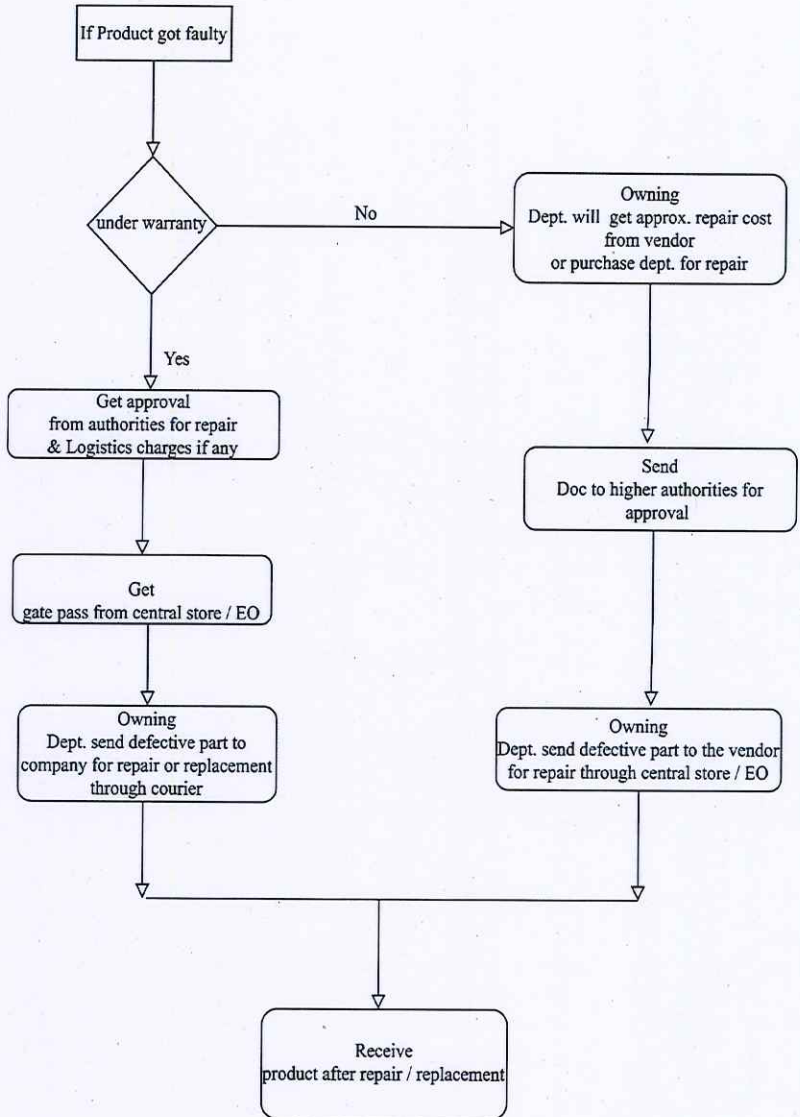 If Product got faulty
under warranty
No
Owning
Dept. will get approx. repair cost
from vendor
or purchase dept. for repair
Yes
Get approval
from authorities for repair
& Logistics charges if any
Send
Doc to higher authorities for
approval
Get
gate pass from central store / EO
Owning
Dept. send defective part to
company for repair or replacement
through courier
Owning
Dept. send defective part to the vendor
for repair through central store / EO
Receive
product after repair / replacement